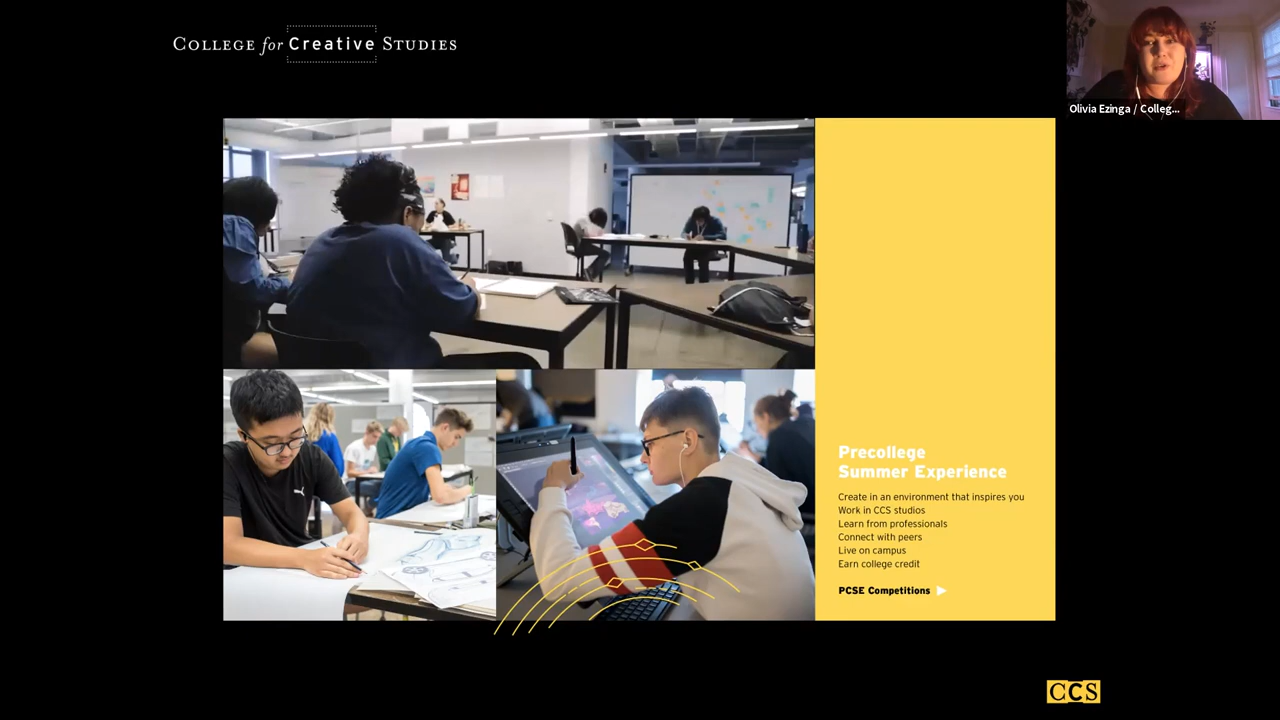 COLLEGE for Creative STUDIES
Olivia Ezinga / Colleg...
Precollege
Summer Experience
Create in an environment that inspires you
Work in CCS studios
Learn from professionals
Connect with peers
Live on campus
Earn college credit
PCSE Competitions
CCS